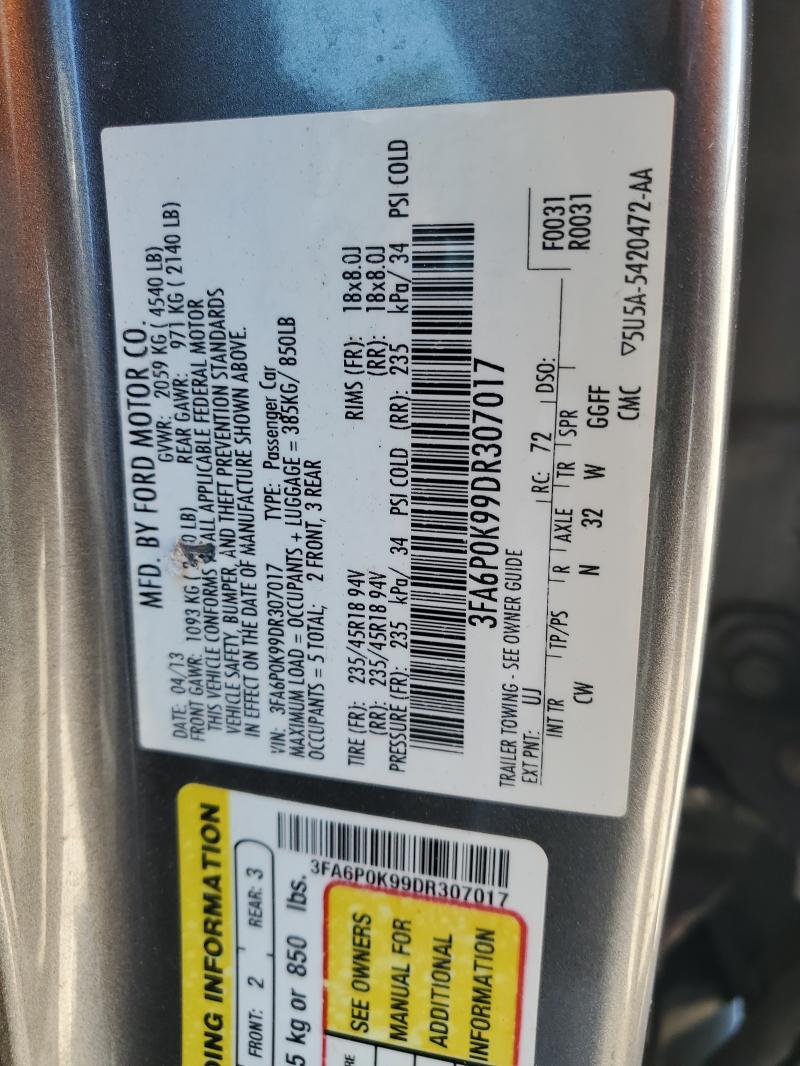 MFD. BY FORD MOTOR CO.
DATE: 04/13 GVWR: 2059 KG ( 4540 LB)
FRONT GAWR: 1093 KG ( LB) REAR GAWR: 971 KG ( 2140 LB)
THIS VEHICLE CONFORMS ALL APPLICABLE FEDERAL MOTOR
VEHICLE SAFETY, BUMPER, AND THEFT PREVENTION STANDARDS
IN EFFECT ON THE DATE OF MANUFACTURE SHOWN ABOVE.
VIN: 3FA6P0K99DR307017 TYPE: Passenger Car
MAXIMUM LOAD = OCCUPANTS + LUGGAGE = 385KG/ 850LB
OCCUPANTS = 5 TOTAL; 2 FRONT, 3 REAR
TIRE (FR): 235/45R18 94V RIMS (FR): 18x8.0J
(RR): 235/45R18 94V (RR): 18x8.0J
PRESSURE (FR): 235 kPa/ 34 PSI COLD (RR): 235 kPa/ 34 PSI COLD
3FA6P0K99DR307017
TRAILER TOWING - SEE OWNER GUIDE
EXT PNT: UJ RC: 72 DSO: F0031
R0031
INT TR TP/PS R AXLE TR SPR
CW N 32 W GGFF
CMC ▽5U5A-5420472-AA
DING INFORMATION
FRONT: 2 REAR: 3
5 kg or 850 lbs.
3FA6P0K99DR307017
SEE OWNERS
MANUAL FOR
ADDITIONAL
INFORMATION